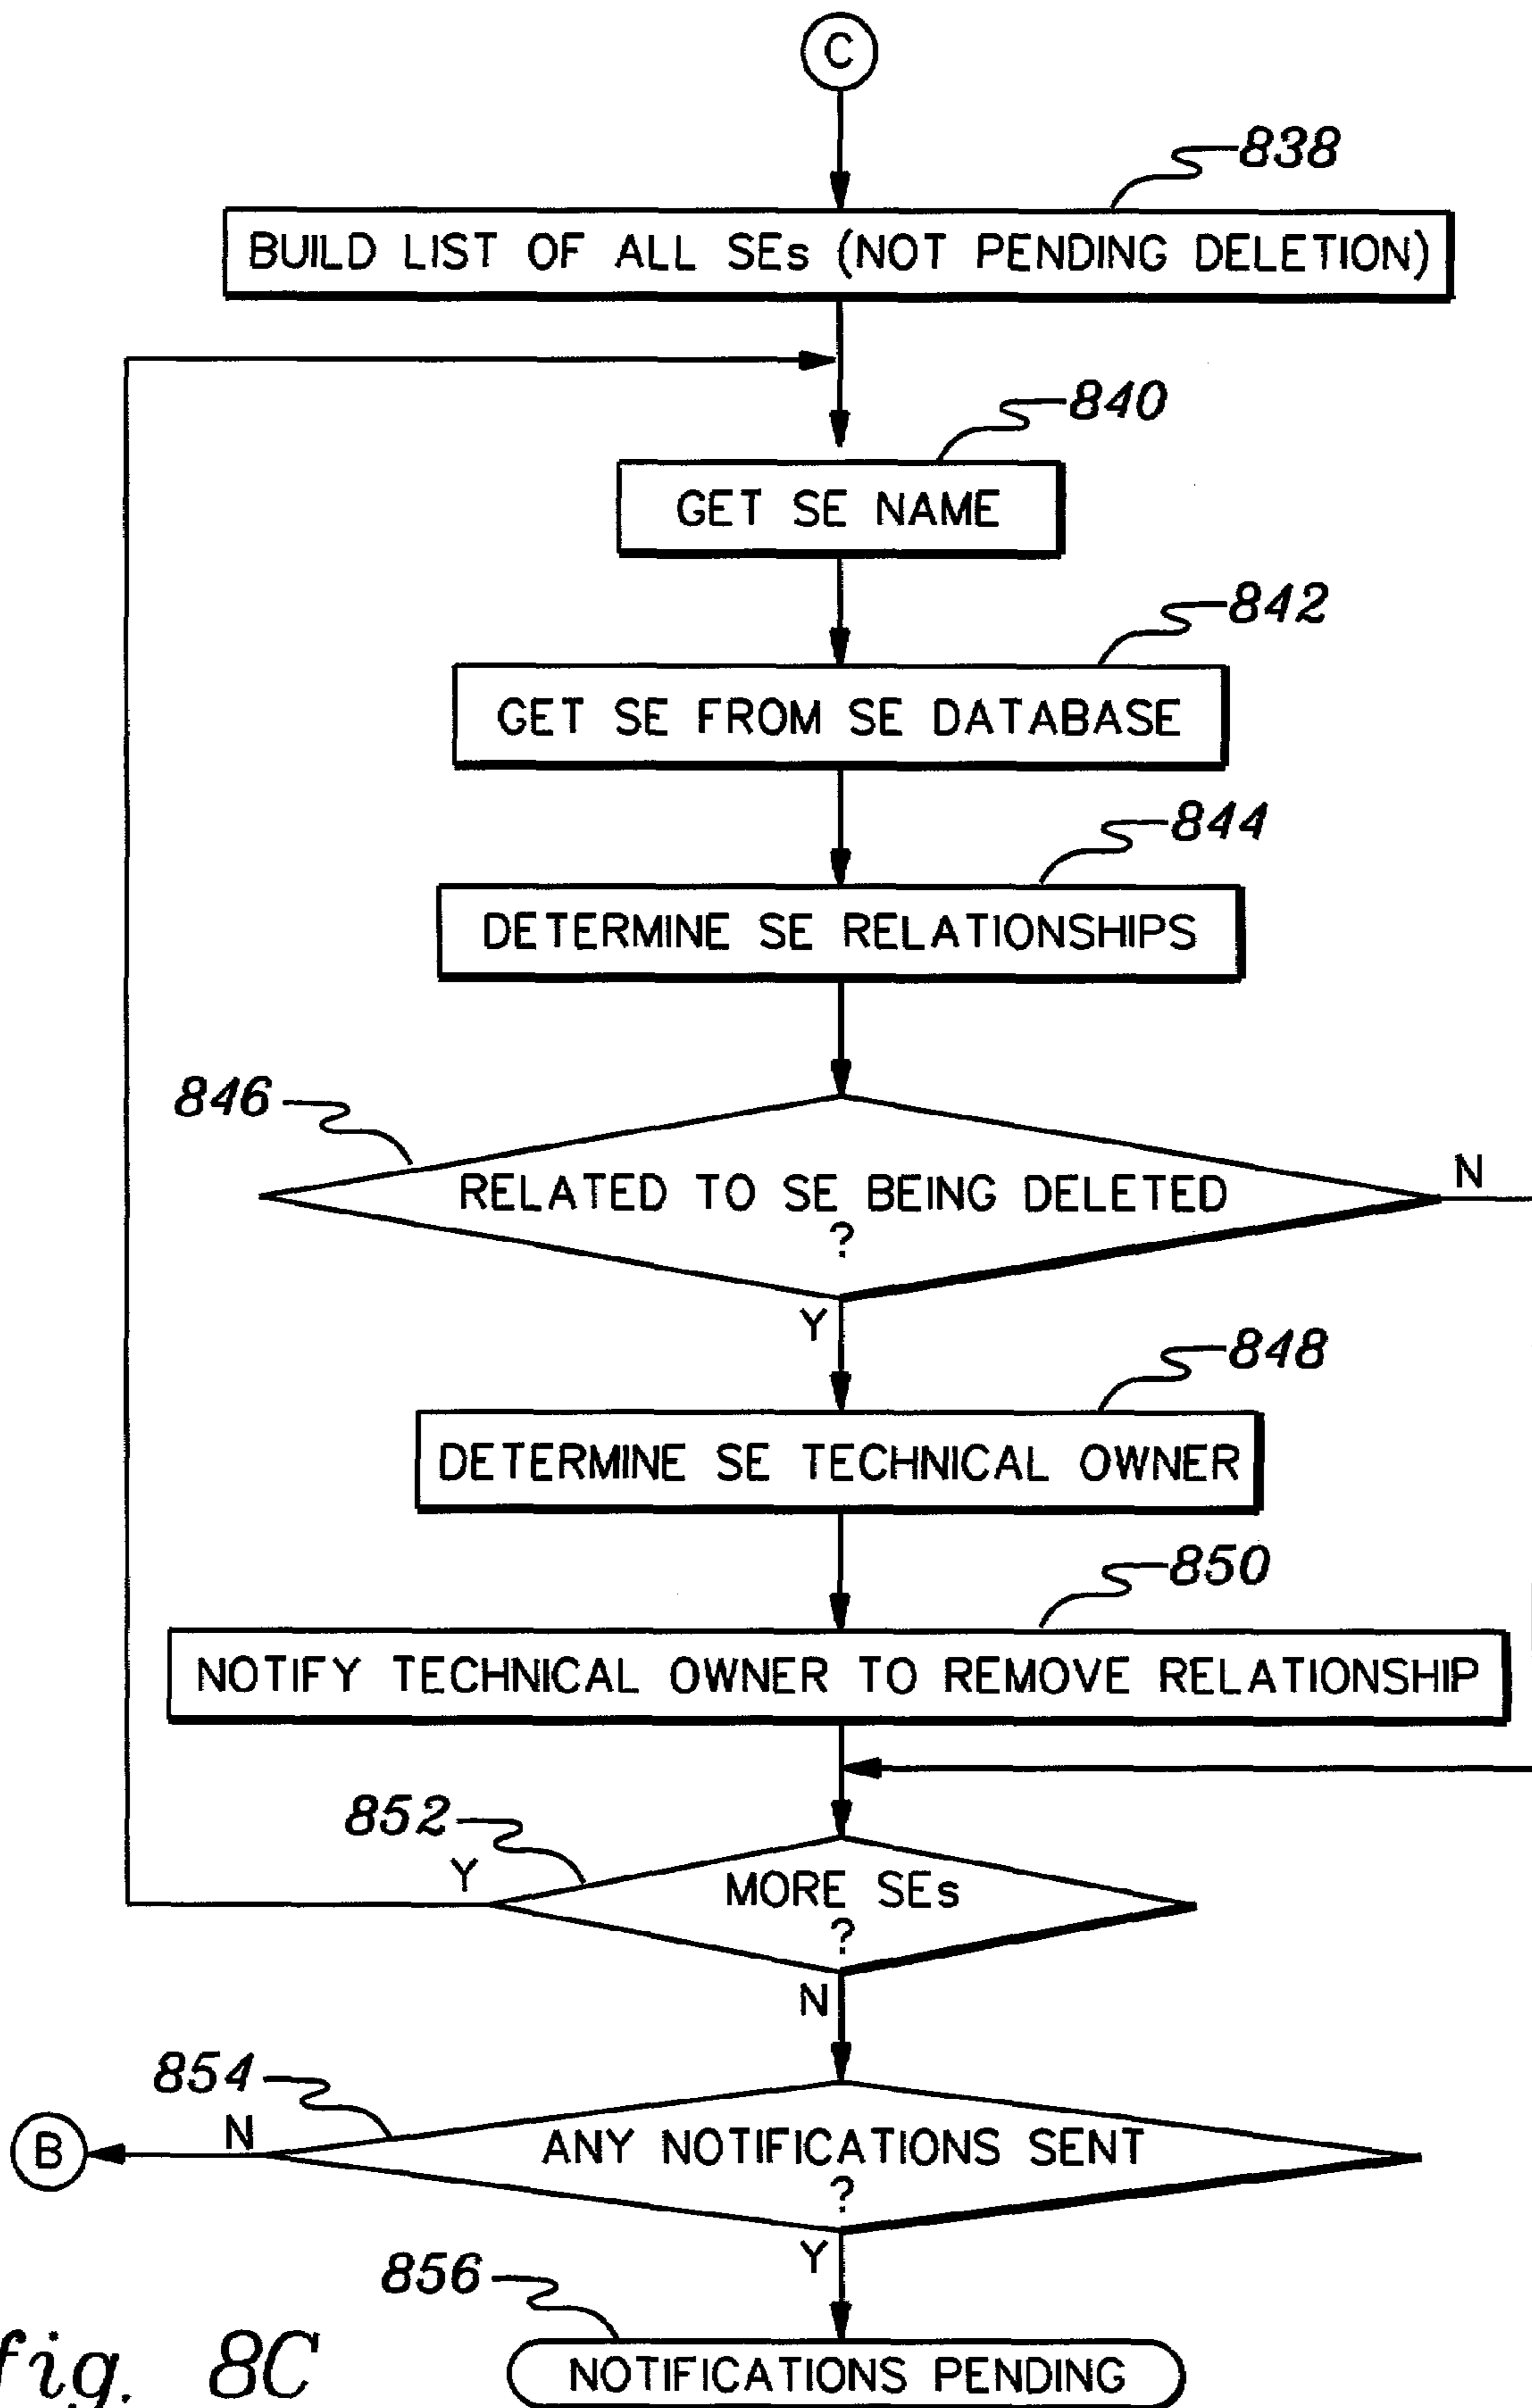 C
838
BUILD LIST OF ALL SEs (NOT PENDING DELETION)
840
GET SE NAME
842
GET SE FROM SE DATABASE
844
DETERMINE SE RELATIONSHIPS
846
RELATED TO SE BEING DELETED
?
N
Y
848
DETERMINE SE TECHNICAL OWNER
850
NOTIFY TECHNICAL OWNER TO REMOVE RELATIONSHIP
852
Y
MORE SEs
?
N
854
B
N
ANY NOTIFICATIONS SENT
?
Y
856
NOTIFICATIONS PENDING
fig. 8C